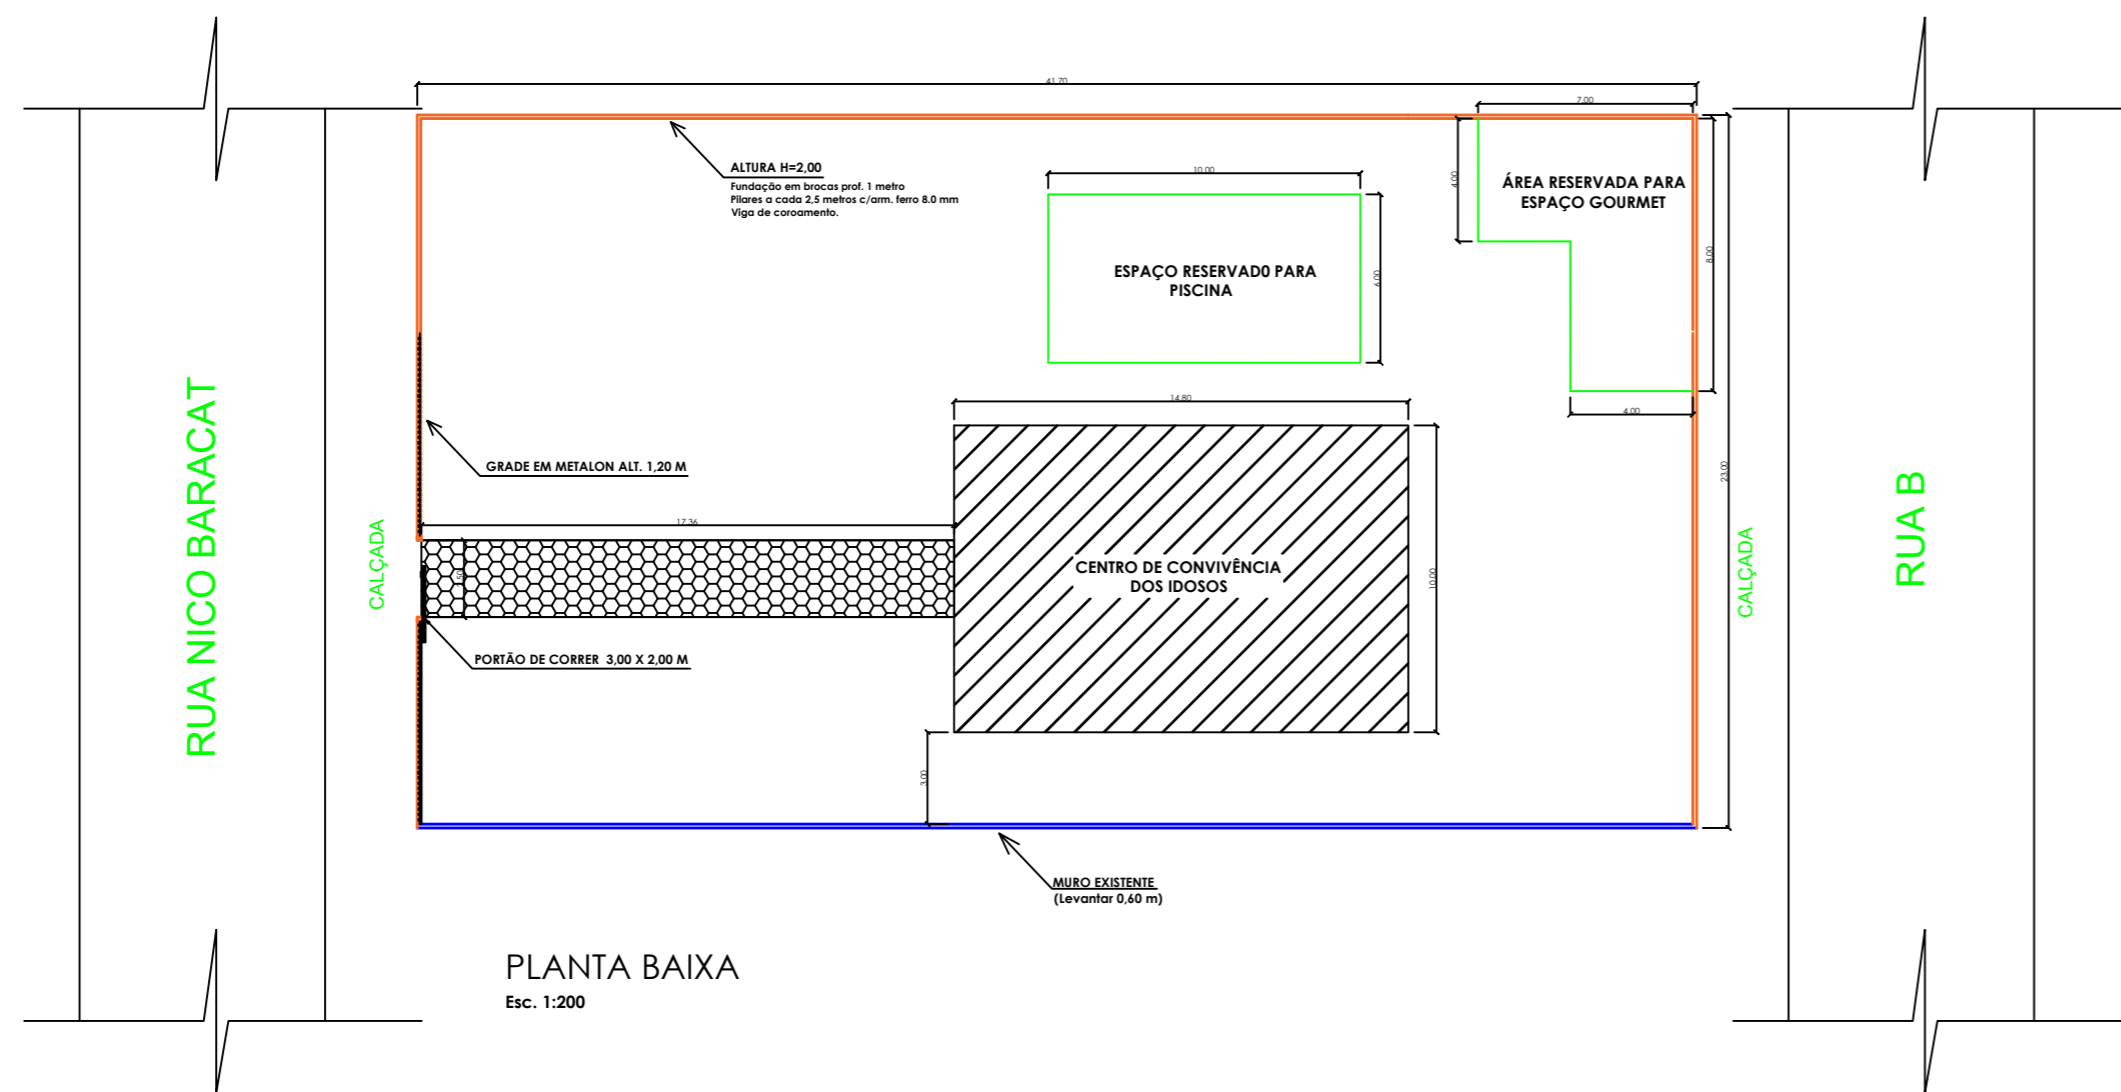 41.70
7.00
ALTURA H=2,00
Fundação em brocas prof. 1 metro
Pilares a cada 2,5 metros c/arm. ferro 8.0 mm
Viga de coroamento.
10.00
4.00
ÁREA RESERVADA PARA
ESPAÇO GOURMET
8.00
ESPAÇO RESERVAD0 PARA
PISCINA
6.00
4.00
14.80
GRADE EM METALON ALT. 1,20 M
23.00
RUA NICO BARACAT
CALÇADA
17.36
2.50
CENTRO DE CONVIVÊNCIA
DOS IDOSOS
10.00
CALÇADA
RUA B
PORTÃO DE CORRER  3,00 X 2,00 M
3.00
MURO EXISTENTE
(Levantar 0,60 m)
PLANTA BAIXA
Esc. 1:200